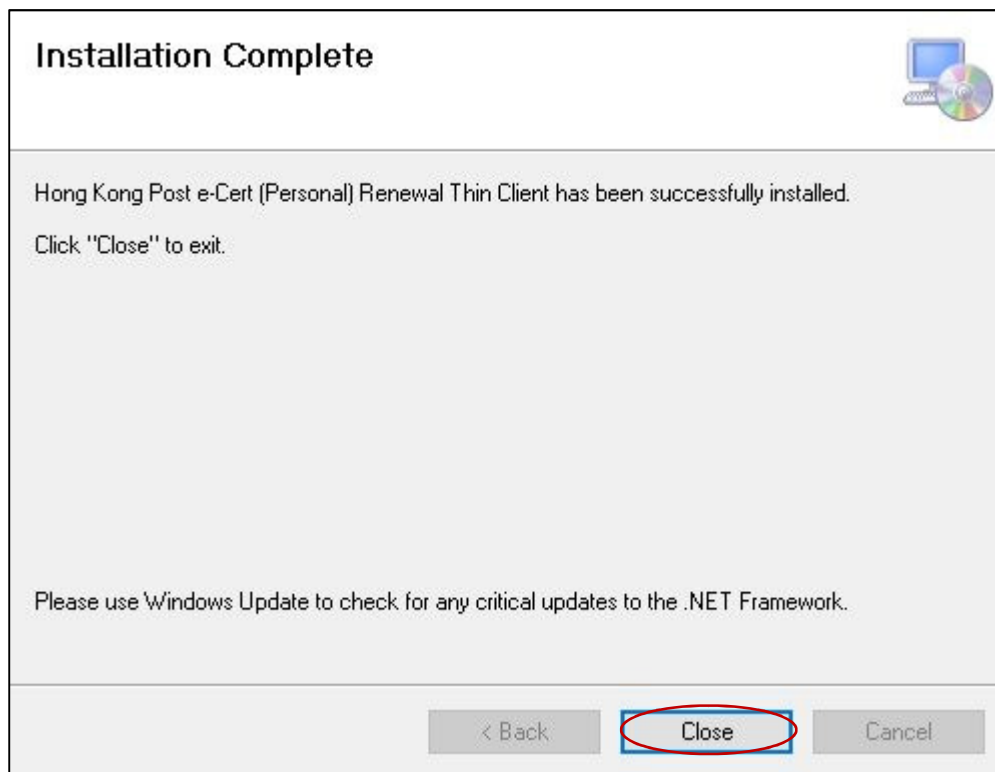 Installation Complete
Hong Kong Post e-Cert (Personal) Renewal Thin Client has been successfully installed.
Click "Close" to exit.
Please use Windows Update to check for any critical updates to the .NET Framework.
< Back
Close
Cancel